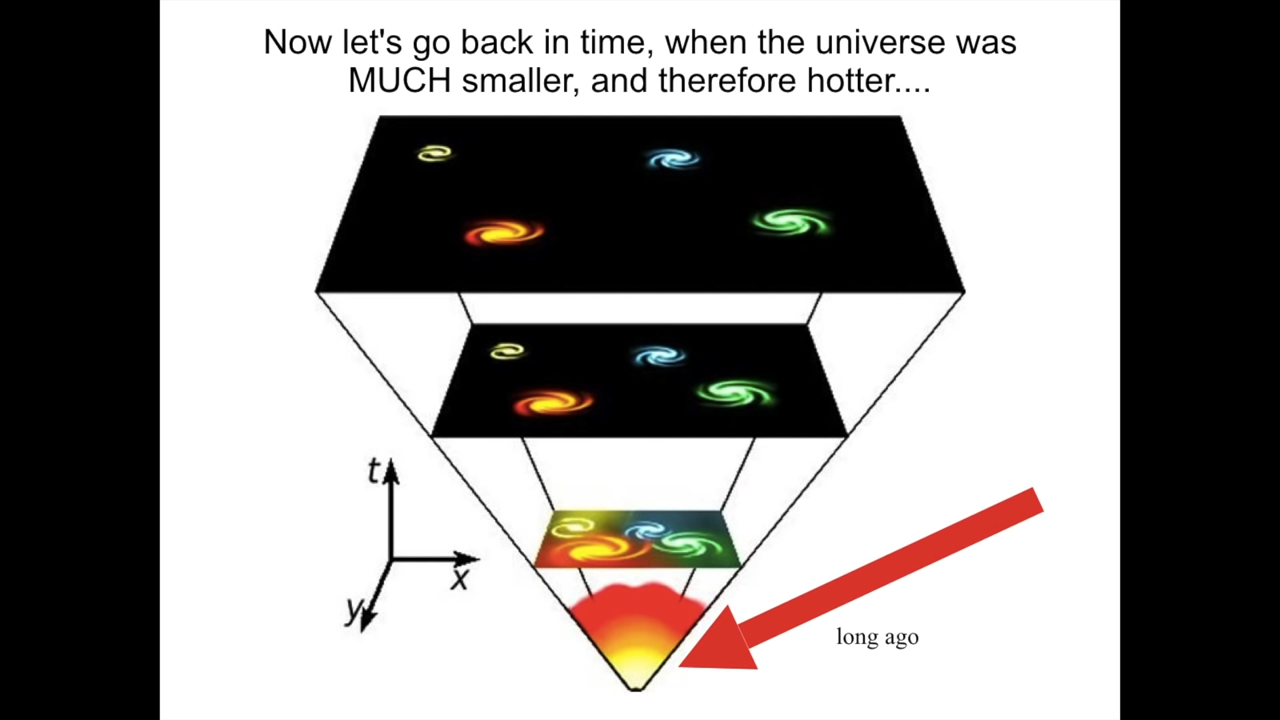 Now let's go back in time, when the universe was
MUCH smaller, and therefore hotter....
t
x
y
long ago